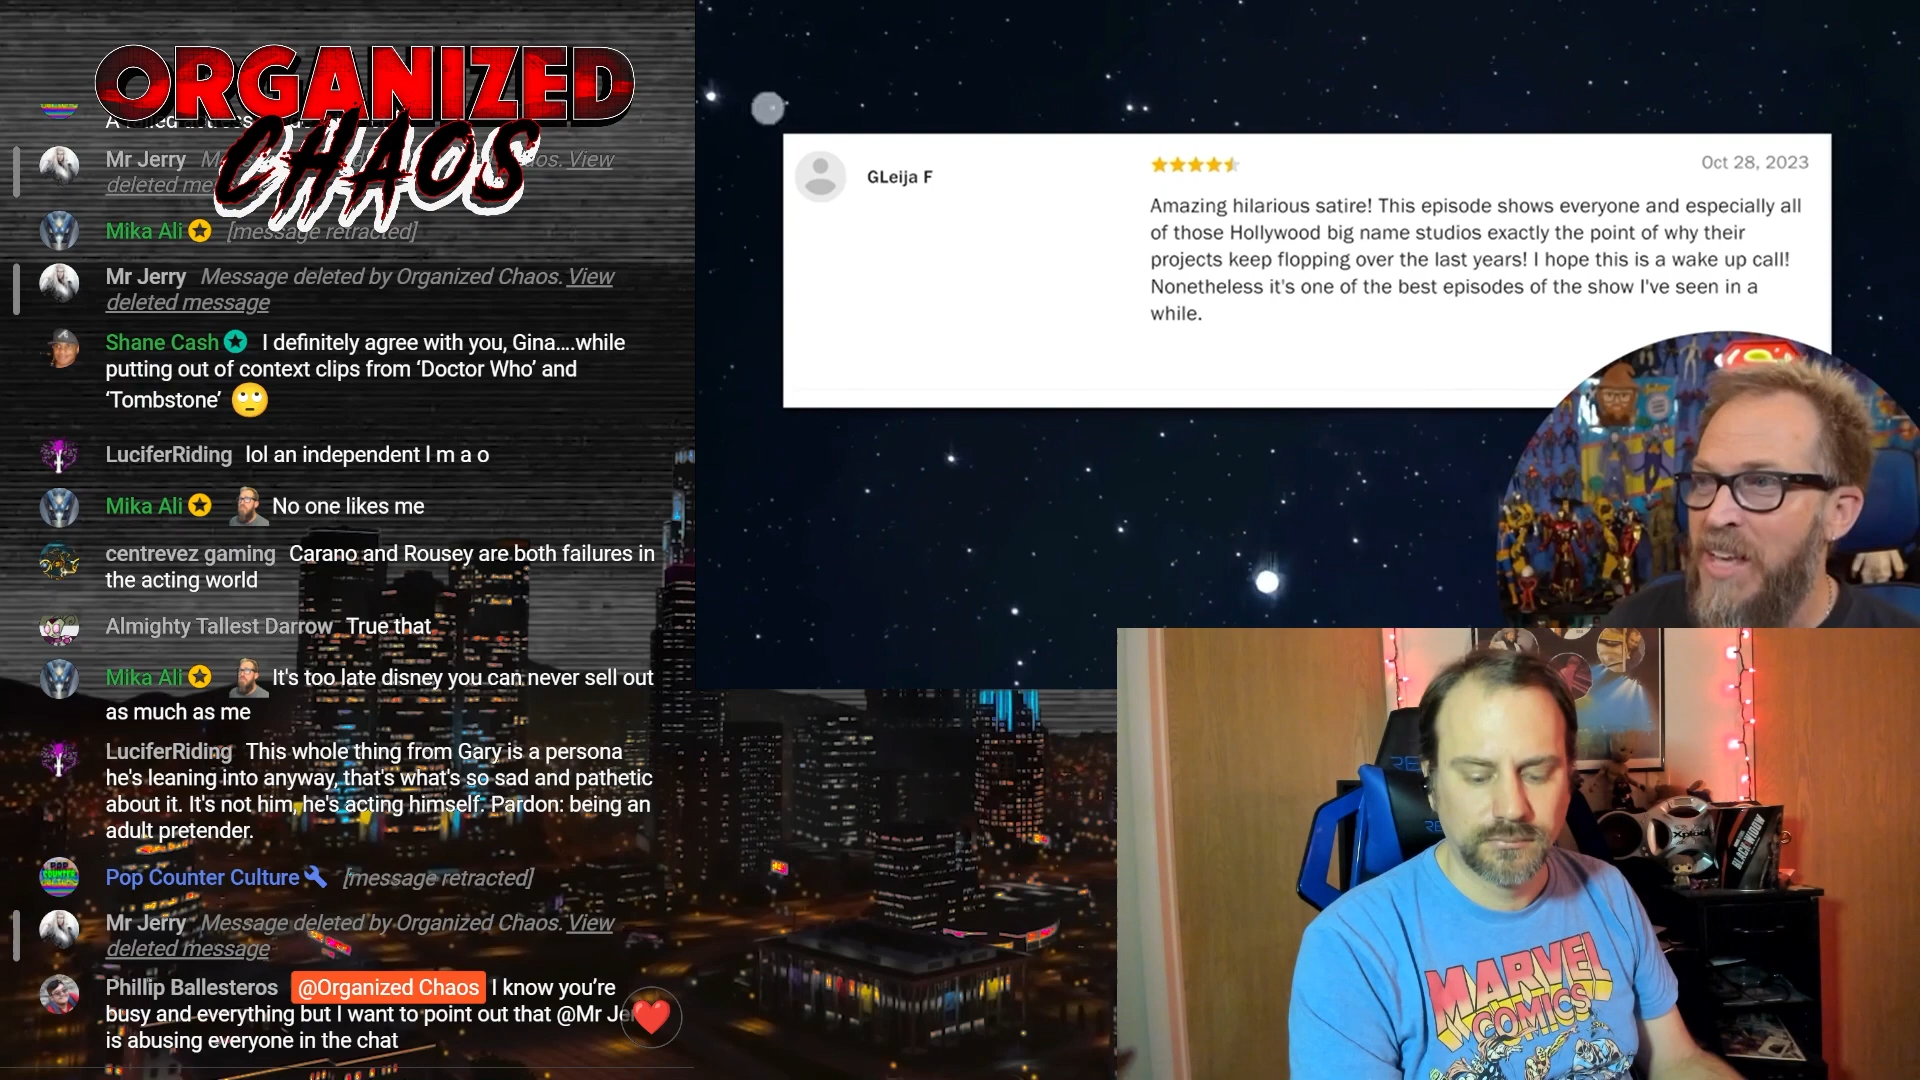 ORGANIZED
CHAOS
Mr Jerry
View
deleted
Mika Ali [message retracted]
Mr Jerry Message deleted by Organized Chaos. View
deleted message
Shane Cash I definitely agree with you, Gina....while
putting out of context clips from ‘Doctor Who’ and
‘Tombstone’ 🙄
LuciferRiding lol an independent l m a o
Mika Ali No one likes me
centrevez gaming Carano and Rousey are both failures in
the acting world
Almighty Tallest Darrow True that
Mika Ali It's too late disney you can never sell out
as much as me
LuciferRiding This whole thing from Gary is a persona
he's leaning into anyway, that's what's so sad and pathetic
about it. It's not him, he's acting himself. Pardon: being an
adult pretender.
Pop Counter Culture [message retracted]
Mr Jerry Message deleted by Organized Chaos. View
deleted message
Phillip Ballesteros @Organized Chaos I know you’re
busy and everything but I want to point out that @Mr
is abusing everyone in the chat
GLeija F
Oct 28, 2023
Amazing hilarious satire! This episode shows everyone and especially all
of those Hollywood big name studios exactly the point of why their
projects keep flopping over the last years! I hope this is a wake up call!
Nonetheless it's one of the best episodes of the show I've seen in a
while.
Xplod
BLACK WIDOW
MARVEL
COMICS